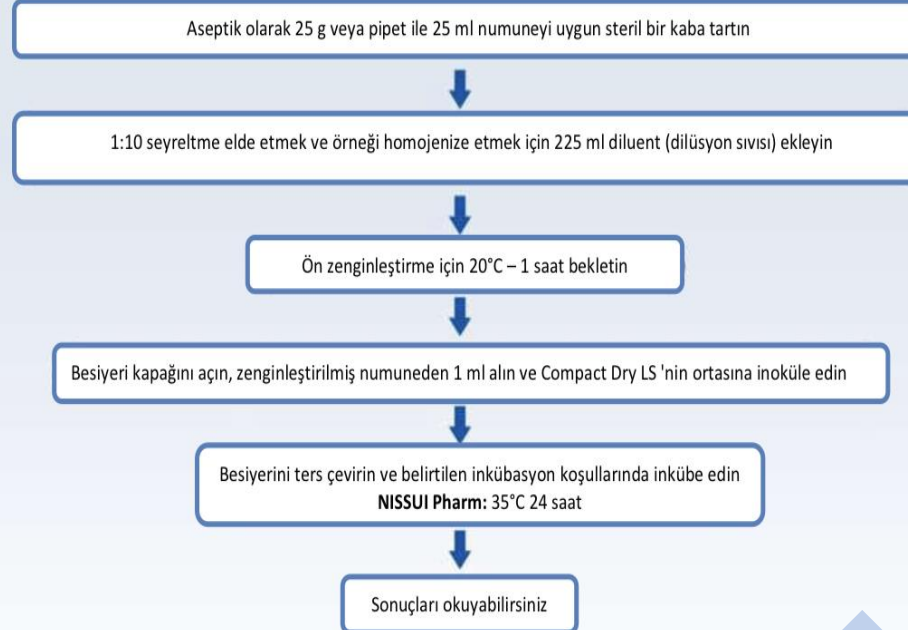 Aseptik olarak 25 g veya pipet ile 25 ml numuneyi uygun steril bir kaba tartın
1:10 seyreltme elde etmek ve örneği homojenize etmek için 225 ml diluent (dilüsyon sıvısı) ekleyin
Ön zenginleştirme için 20°C – 1 saat bekletin
Besiyeri kapağını açın, zenginleştirilmiş numuneden 1 ml alın ve Compact Dry LS 'nin ortasına inoküle edin
Besiyerini ters çevirin ve belirtilen inkübasyon koşullarında inkübe edin
NISSUI Pharm: 35°C 24 saat
Sonuçları okuyabilirsiniz